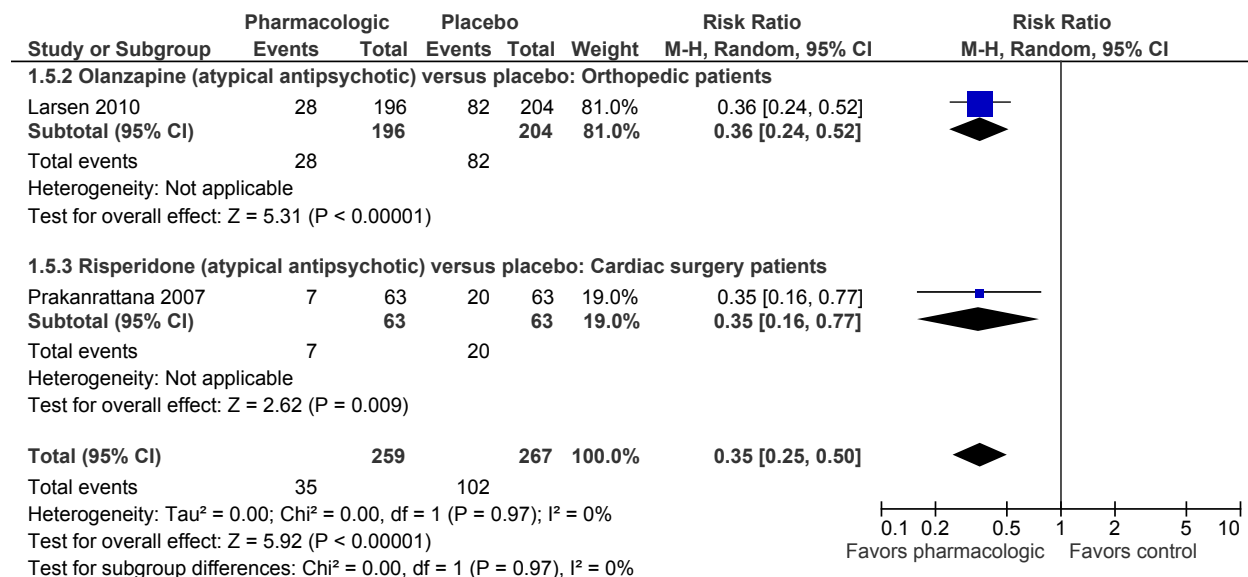 Pharmacologic Placebo Risk Ratio Risk Ratio
Study or Subgroup Events Total Events Total Weight M-H, Random, 95% CI M-H, Random, 95% CI
1.5.2 Olanzapine (atypical antipsychotic) versus placebo: Orthopedic patients
Larsen 2010 28 196 82 204 81.0% 0.36 [0.24, 0.52]
Subtotal (95% CI) 196 204 81.0% 0.36 [0.24, 0.52]
Total events 28 82
Heterogeneity: Not applicable
Test for overall effect: Z = 5.31 (P < 0.00001)
1.5.3 Risperidone (atypical antipsychotic) versus placebo: Cardiac surgery patients
Prakanrattana 2007 7 63 20 63 19.0% 0.35 [0.16, 0.77]
Subtotal (95% CI) 63 63 19.0% 0.35 [0.16, 0.77]
Total events 7 20
Heterogeneity: Not applicable
Test for overall effect: Z = 2.62 (P = 0.009)
Total (95% CI) 259 267 100.0% 0.35 [0.25, 0.50]
Total events 35 102
Heterogeneity: Tau² = 0.00; Chi² = 0.00, df = 1 (P = 0.97); I² = 0%
Test for overall effect: Z = 5.92 (P < 0.00001)
Test for subgroup differences: Chi² = 0.00, df = 1 (P = 0.97), I² = 0%
0.1 0.2 0.5 1 2 5 10
Favors pharmacologic Favors control